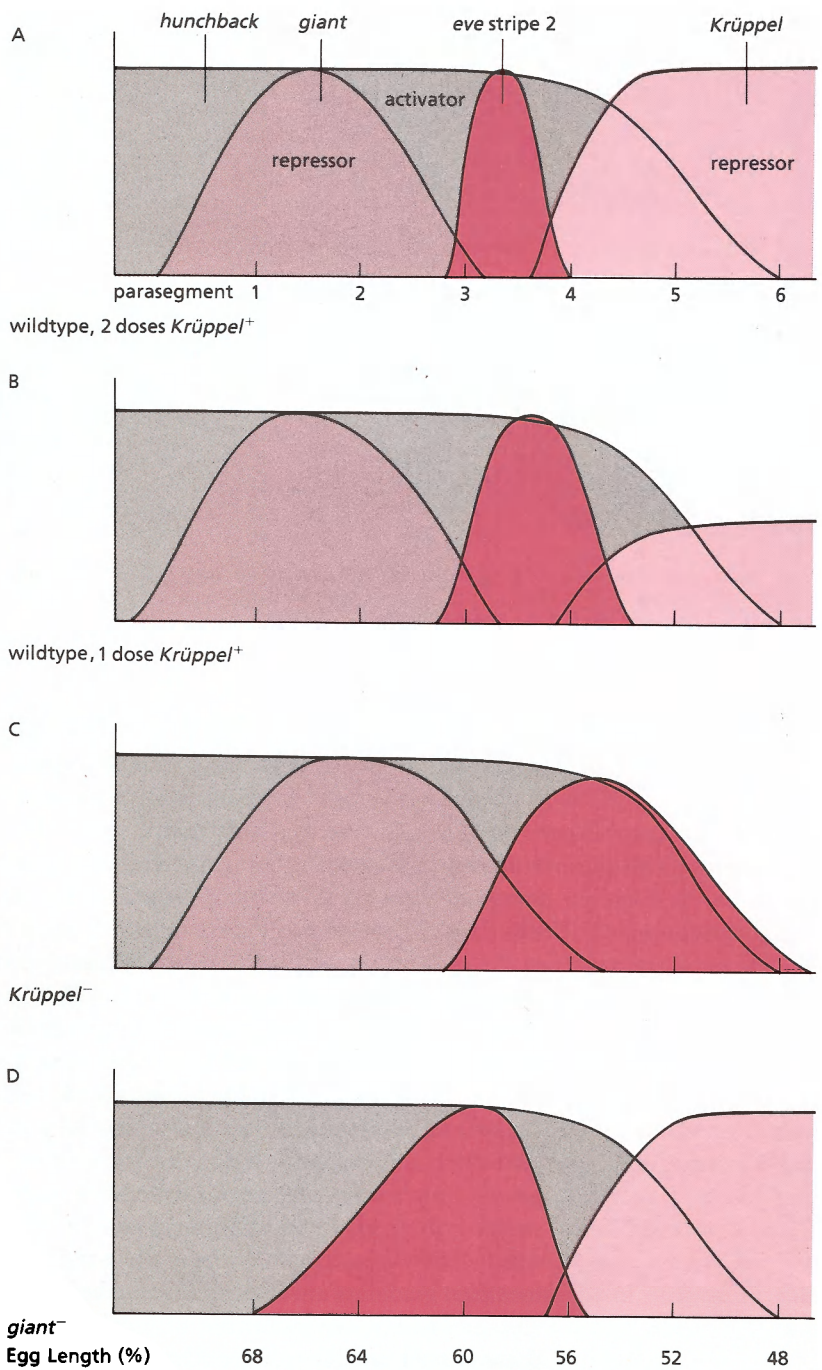 A
hunchback giant eve stripe 2 Krüppel
activator
repressor repressor
parasegment 1 2 3 4 5 6
wildtype, 2 doses Krüppel+
B
wildtype, 1 dose Krüppel+
C
Krüppel−
D
giant−
Egg Length (%) 68 64 60 56 52 48